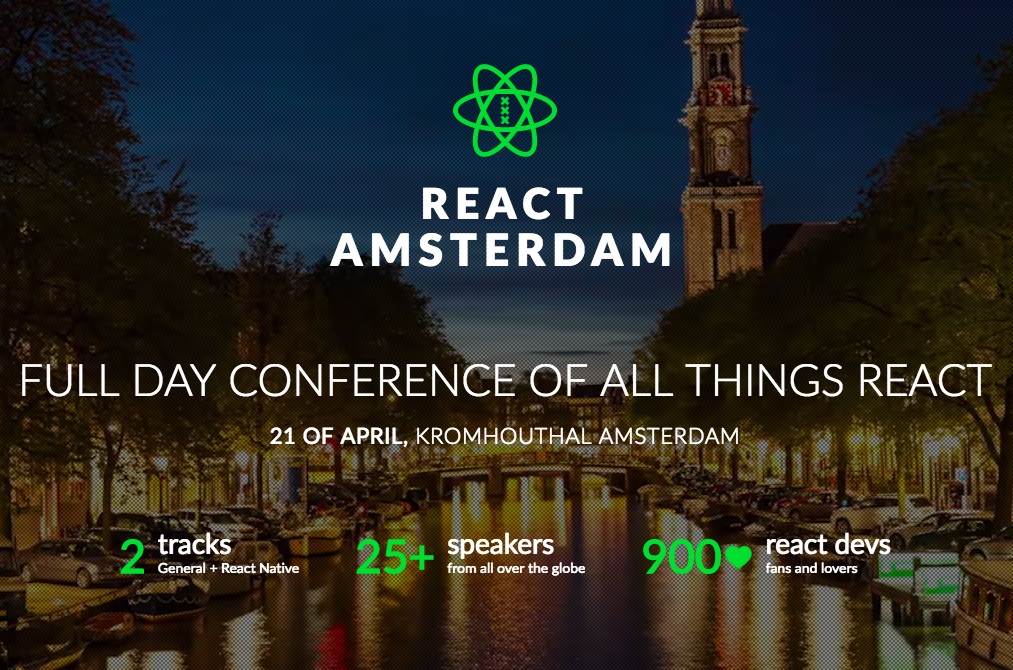 XXX
REACT
AMSTERDAM
FULL DAY CONFERENCE OF ALL THINGS REACT
21 OF APRIL, KROMHOUTHAL AMSTERDAM
2 tracks
General + React Native
25+ speakers
from all over the globe
900 react devs
fans and lovers